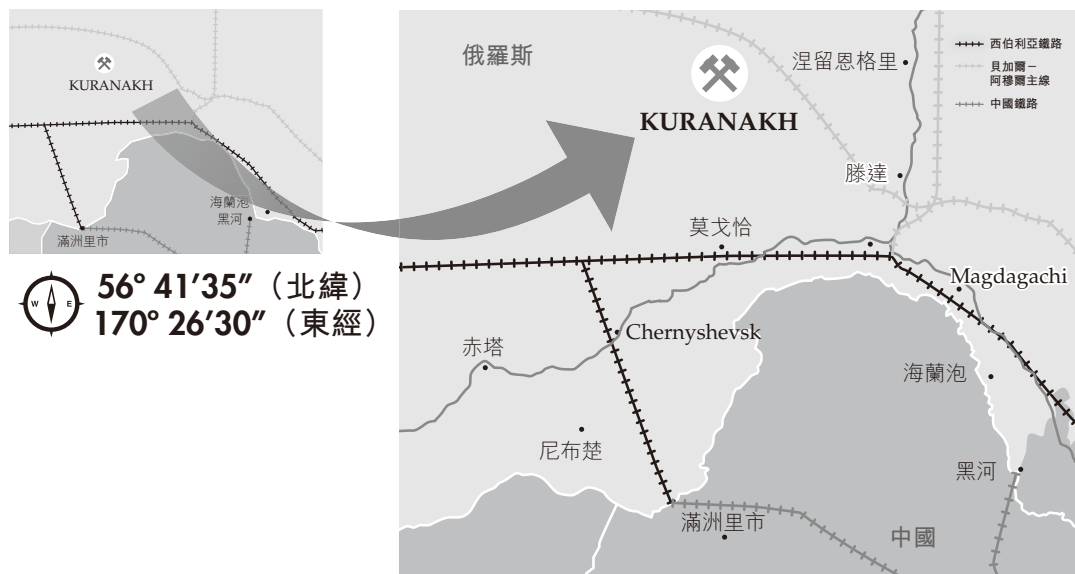 KURANAKH
海蘭泡
黑河
滿洲里市
W E
56° 41′35″（北緯）
170° 26′30″（東經）
俄羅斯
涅留恩格里
西伯利亞鐵路
貝加爾－
阿穆爾主線
中國鐵路
KURANAKH
滕達
莫戈恰
Magdagachi
Chernyshevsk
赤塔
海蘭泡
尼布楚
黑河
滿洲里市
中國